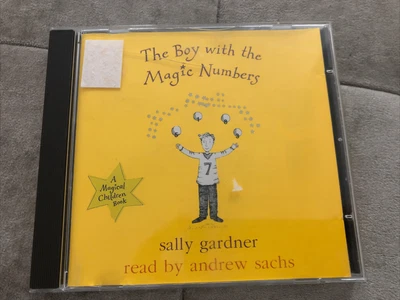 The Boy with the
Magic Numbers
7
A
Magical
Children
Book
sally gardner
read by andrew sachs